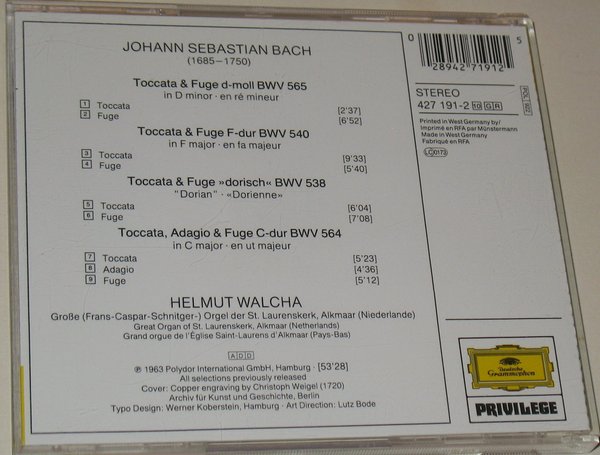 JOHANN SEBASTIAN BACH
(1685–1750)
Toccata & Fuge d-moll BWV 565
in D minor · en ré mineur
1 Toccata [2'37]
2 Fuge [6'52]
Toccata & Fuge F-dur BWV 540
in F major · en fa majeur
3 Toccata [9'33]
4 Fuge [5'40]
Toccata & Fuge »dorisch« BWV 538
"Dorian" · «Dorienne»
5 Toccata [6'04]
6 Fuge [7'08]
Toccata, Adagio & Fuge C-dur BWV 564
in C major · en ut majeur
7 Toccata [5'23]
8 Adagio [4'36]
9 Fuge [5'12]
HELMUT WALCHA
Große (Frans-Caspar-Schnitger-) Orgel der St. Laurenskerk, Alkmaar (Niederlande)
Great Organ of St. Laurenskerk, Alkmaar (Netherlands)
Grand orgue de l'Église Saint-Laurens d'Alkmaar (Pays-Bas)
ADD
℗ 1963 Polydor International GmbH, Hamburg · [53'28]
All selections previously released
Cover: Copper engraving by Christoph Weigel (1720)
Archiv für Kunst und Geschichte, Berlin
Typo Design: Werner Koberstein, Hamburg · Art Direction: Lutz Bode
0 28942 71912 5
STEREO
427 191-2 10 GR
Printed in West Germany by/
Imprimé en RFA par Münstermann
Made in West Germany
Fabriqué en RFA
LC 0173
Deutsche
Grammophon
PRIVILEGE